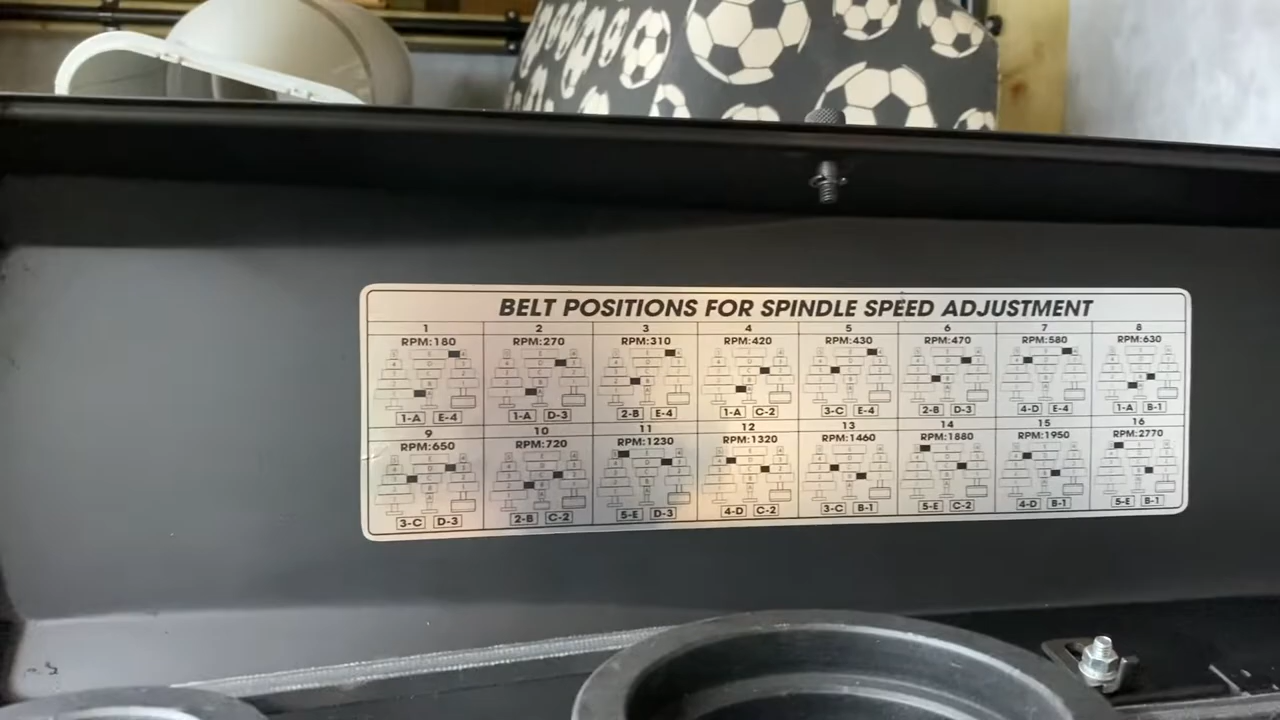 BELT POSITIONS FOR SPINDLE SPEED ADJUSTMENT
1 2 3 4 5 6 7 8
RPM:180 RPM:270 RPM:310 RPM:420 RPM:430 RPM:470 RPM:580 RPM:630
1-A E-4 1-A D-3 2-B E-4 1-A C-2 3-C E-4 2-B D-3 4-D E-4 1-A B-1
9 10 11 12 13 14 15 16
RPM:650 RPM:720 RPM:1230 RPM:1320 RPM:1460 RPM:1880 RPM:1950 RPM:2770
3-C D-3 2-B C-2 5-E D-3 4-D C-2 3-C B-1 5-E C-2 4-D B-1 5-E B-1